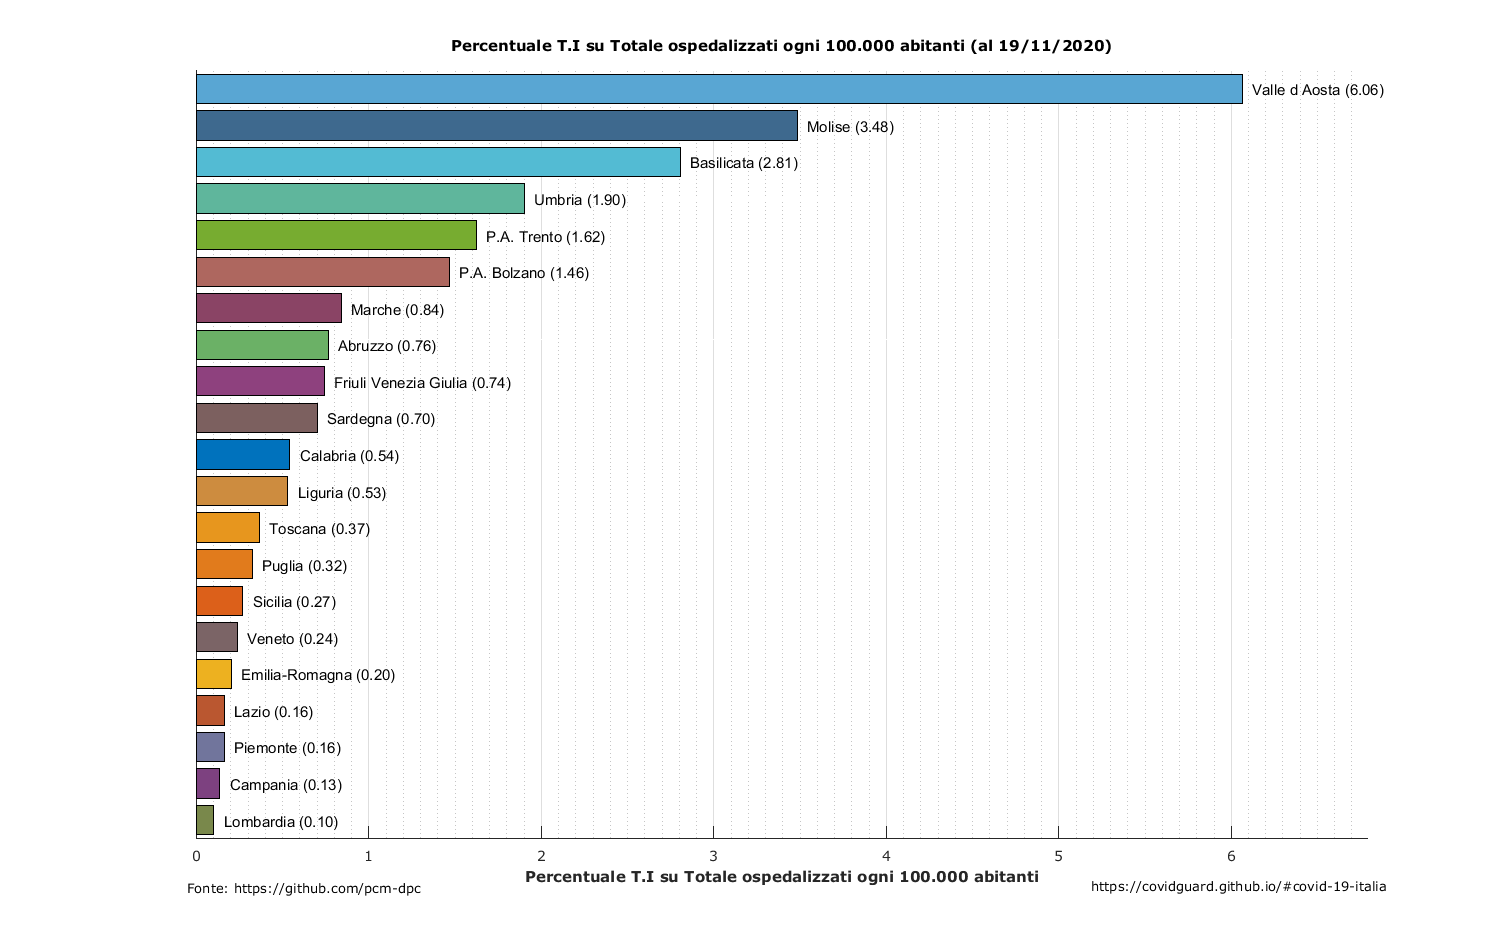 Percentuale T.I su Totale ospedalizzati ogni 100.000 abitanti (al 19/11/2020)
Valle d Aosta (6.06)
Molise (3.48)
Basilicata (2.81)
Umbria (1.90)
P.A. Trento (1.62)
P.A. Bolzano (1.46)
Marche (0.84)
Abruzzo (0.76)
Friuli Venezia Giulia (0.74)
Sardegna (0.70)
Calabria (0.54)
Liguria (0.53)
Toscana (0.37)
Puglia (0.32)
Sicilia (0.27)
Veneto (0.24)
Emilia-Romagna (0.20)
Lazio (0.16)
Piemonte (0.16)
Campania (0.13)
Lombardia (0.10)
0 1 2 3 4 5 6
Percentuale T.I su Totale ospedalizzati ogni 100.000 abitanti
Fonte: https://github.com/pcm-dpc
https://covidguard.github.io/#covid-19-italia